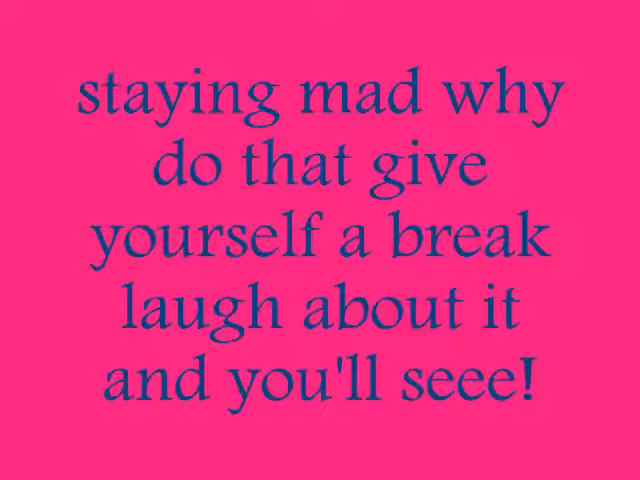 staying mad why
do that give
yourself a break
laugh about it
and you'll seee!